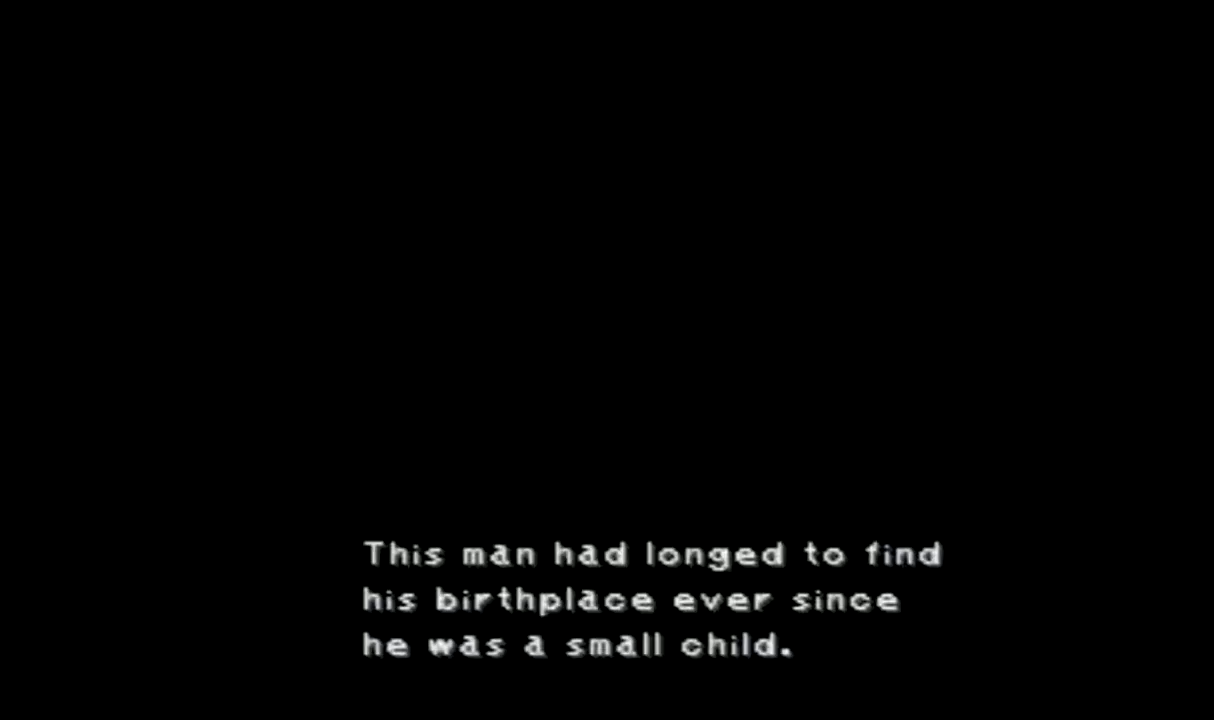 This man had longed to find
his birthplace ever since
he was a small child.